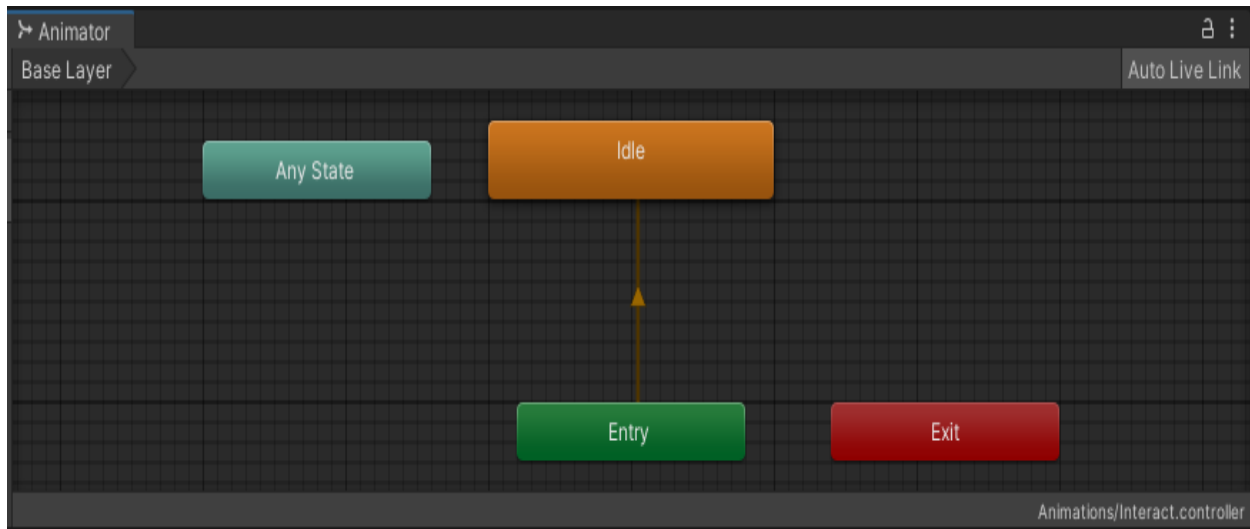 Animator
Base Layer
Auto Live Link
Idle
Any State
Entry
Exit
Animations/Interact.controller